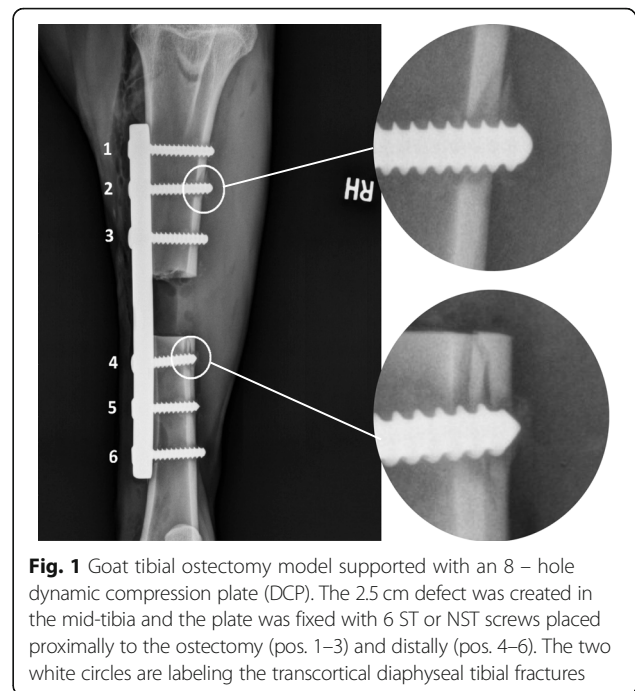 1
2
RH
3
4
5
6
Fig. 1 Goat tibial ostectomy model supported with an 8 – hole
dynamic compression plate (DCP). The 2.5 cm defect was created in
the mid-tibia and the plate was fixed with 6 ST or NST screws placed
proximally to the ostectomy (pos. 1–3) and distally (pos. 4–6). The two
white circles are labeling the transcortical diaphyseal tibial fractures